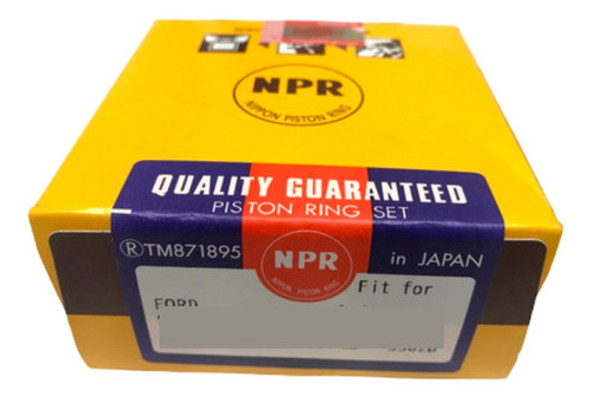 NPR
NIPPON PISTON RING
QUALITY GUARANTEED
PISTON RING SET
®TM871895
NPR
NIPPON PISTON RING
in JAPAN
Fit for
FORD